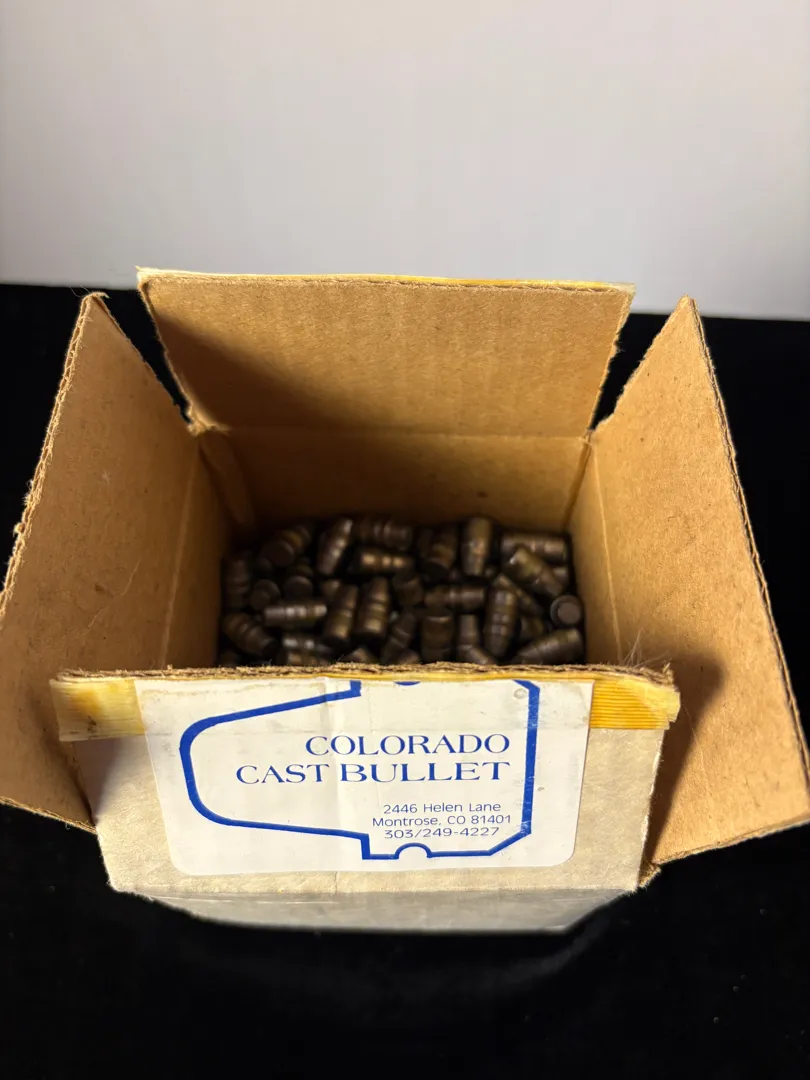 COLORADO
CAST BULLET
2446 Helen Lane
Montrose, CO 81401
303/249-4227